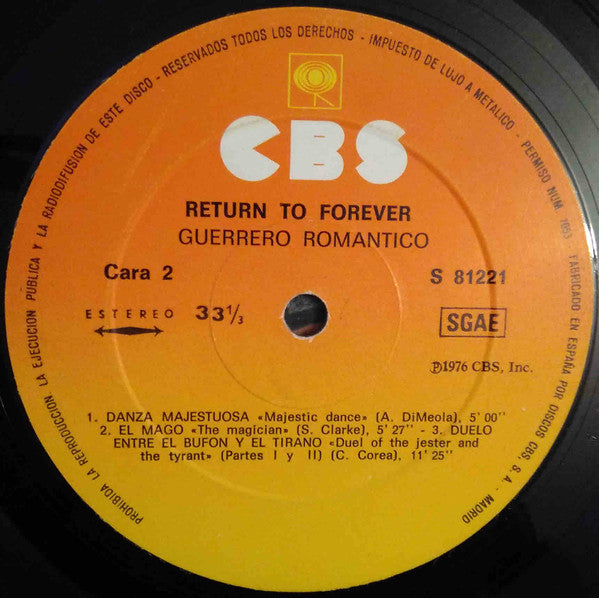 PROHIBIDA LA REPRODUCCION, LA EJECUCION PUBLICA Y LA RADIODIFUSION DE ESTE DISCO - RESERVADOS TODOS LOS DERECHOS - IMPUESTO DE LUJO A METALICO - PERMISO NUM. 7053 - FABRICADO EN ESPAÑA POR DISCOS CBS, S. A. - MADRID
CBS
RETURN TO FOREVER
GUERRERO ROMANTICO
Cara 2
S 81221
ESTEREO 33 1/3
SGAE
Ⓟ1976 CBS, Inc.
1. DANZA MAJESTUOSA «Majestic dance» (A. DiMeola), 5' 00''
2. EL MAGO «The magician» (S. Clarke), 5' 27'' - 3. DUELO
ENTRE EL BUFON Y EL TIRANO «Duel of the jester and
the tyrant» (Partes I y II) (C. Corea), 11' 25''